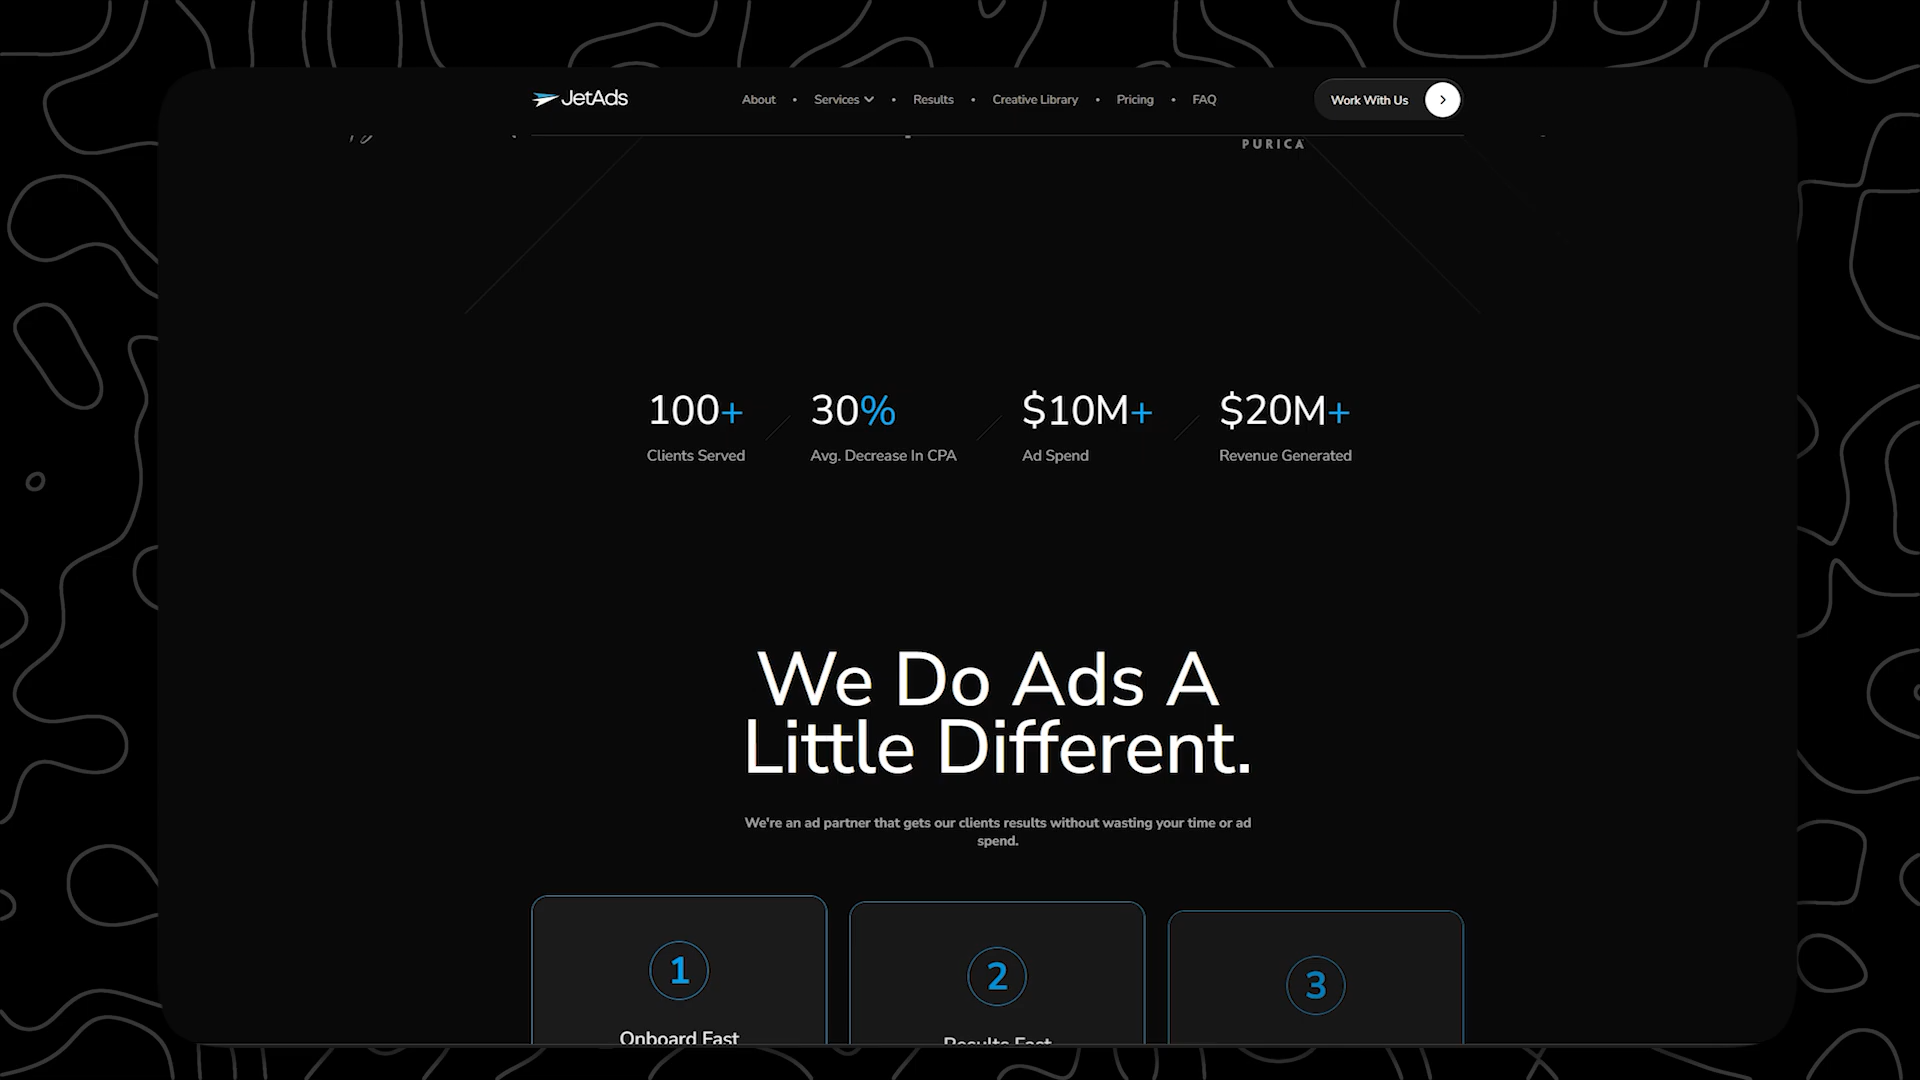 JetAds
About • Services • Results • Creative Library • Pricing • FAQ
Work With Us
PURICA
100+
30%
$10M+
$20M+
Clients Served
Avg. Decrease In CPA
Ad Spend
Revenue Generated
We Do Ads A
Little Different.
We're an ad partner that gets our clients results without wasting your time or ad
spend.
1
2
3
Onboard Fast
Results Fast